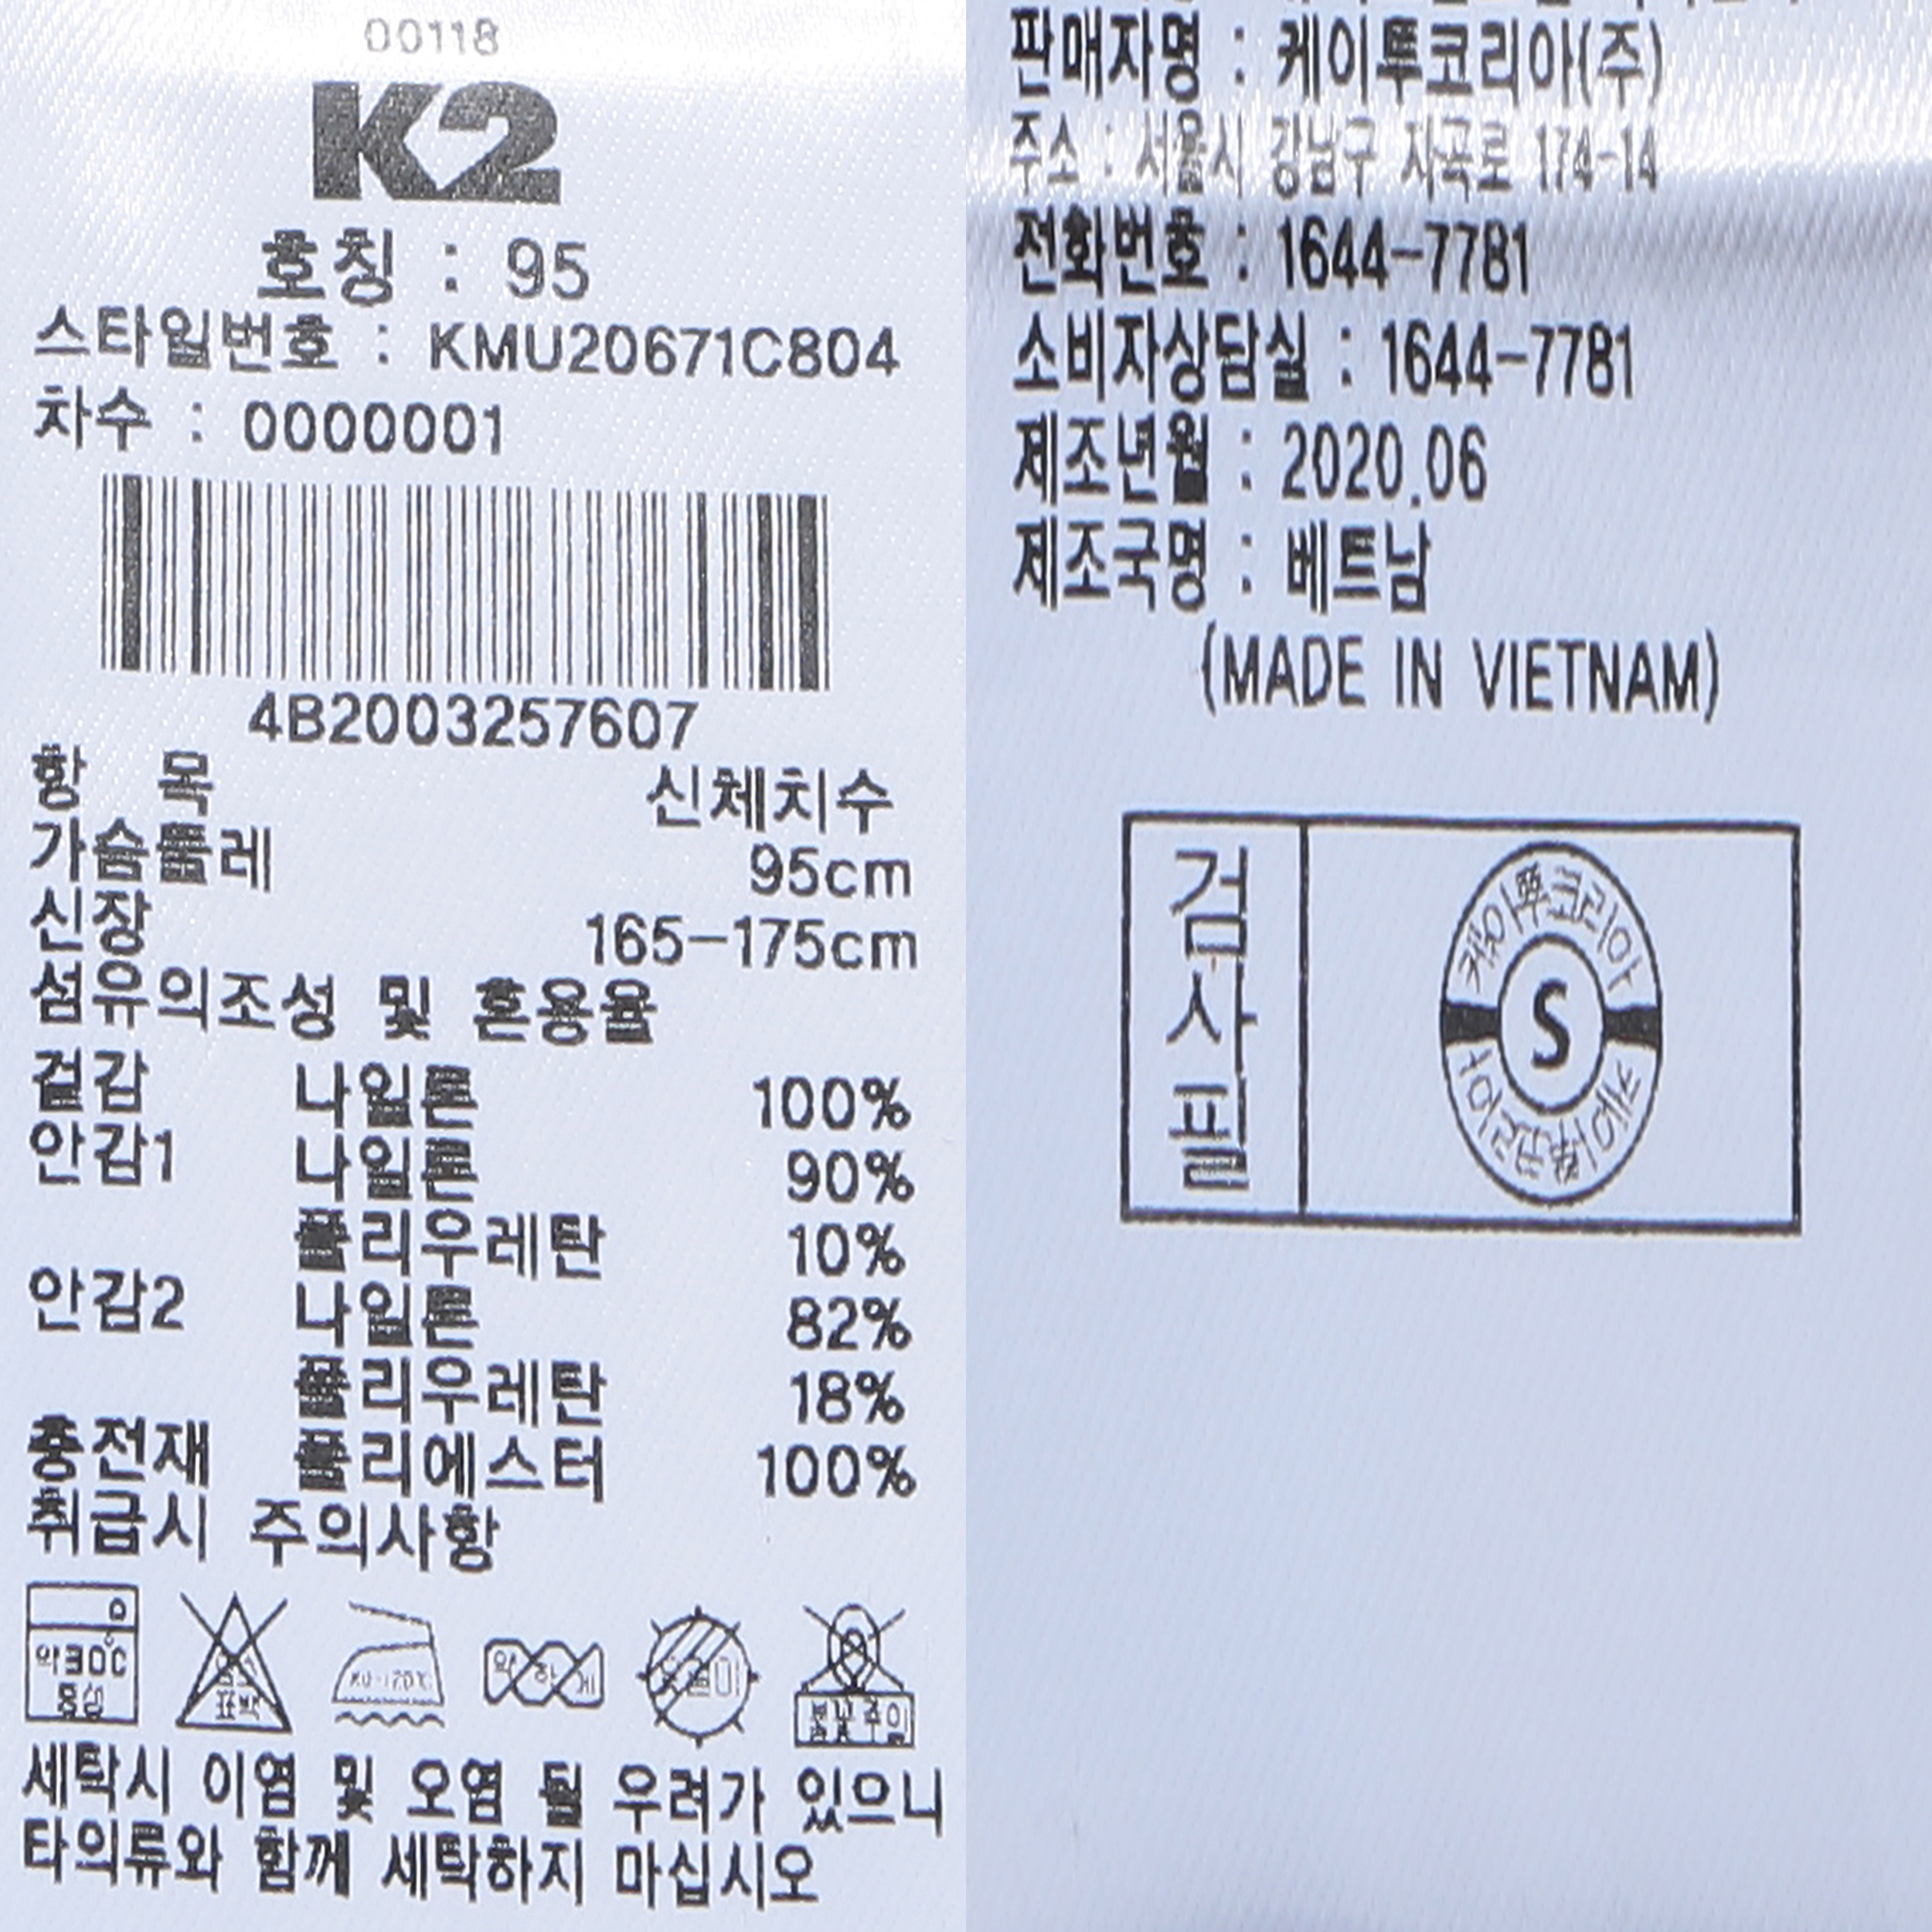 00118
K2
호칭 : 95
스타일번호 : KMU20671C804
차수 : 0000001
4B2003257607
항 목 신체치수
가슴둘레 95cm
신장 165-175cm
섬유의조성 및 혼용율
겉감 나일론 100%
안감1 나일론 90%
폴리우레탄 10%
안감2 나일론 82%
폴리우레탄 18%
충전재 폴리에스터 100%
취급시 주의사항
약30°C
중성
표백
약하게
세탁시 이염 및 오염 될 우려가 있으니
타의류와 함께 세탁하지 마십시오
판매자명 : 케이투코리아(주)
주소 : 서울시 강남구 자곡로 174-14
전화번호 : 1644-7781
소비자상담실 : 1644-7781
제조년월 : 2020.06
제조국명 : 베트남
(MADE IN VIETNAM)
검사필
케이투코리아
S